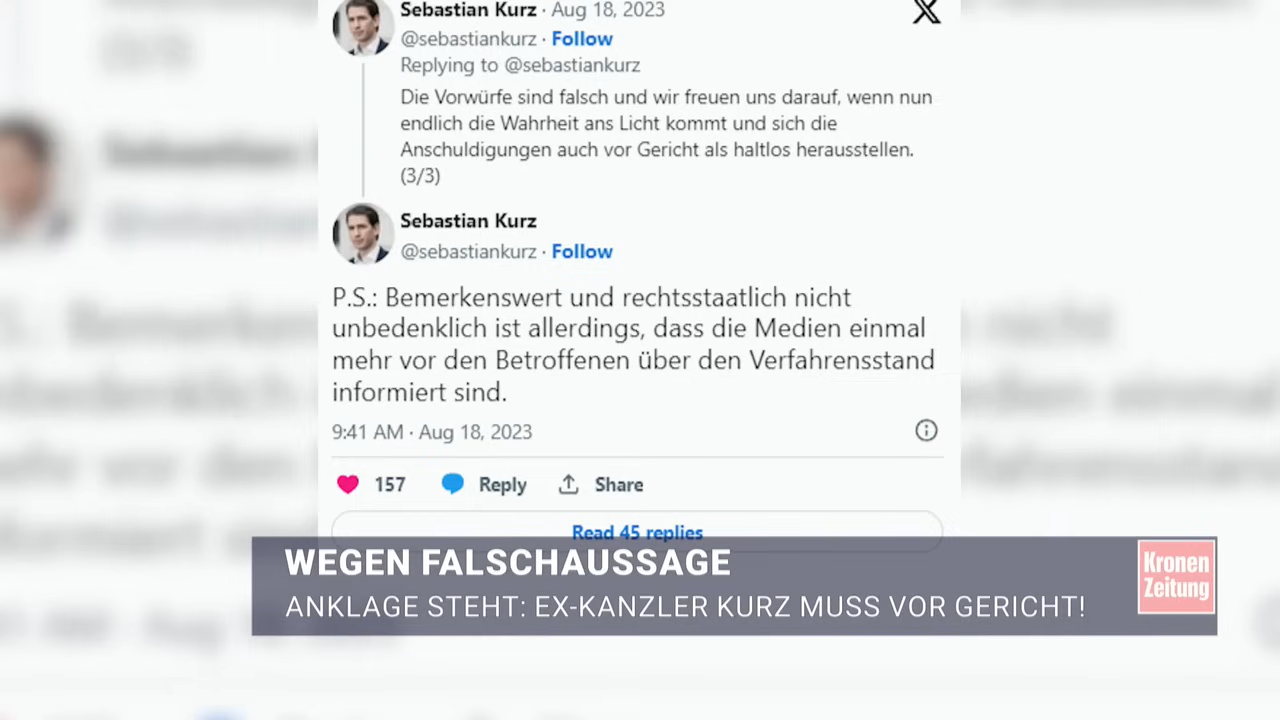 Sebastian Kurz · Aug 18, 2023
@sebastiankurz · Follow
Replying to @sebastiankurz
Die Vorwürfe sind falsch und wir freuen uns darauf, wenn nun
endlich die Wahrheit ans Licht kommt und sich die
Anschuldigungen auch vor Gericht als haltlos herausstellen.
(3/3)
Sebastian Kurz
@sebastiankurz · Follow
P.S.: Bemerkenswert und rechtsstaatlich nicht
unbedenklich ist allerdings, dass die Medien einmal
mehr vor den Betroffenen über den Verfahrensstand
informiert sind.
9:41 AM · Aug 18, 2023
157 Reply Share
Read 45 replies
WEGEN FALSCHAUSSAGE
ANKLAGE STEHT: EX-KANZLER KURZ MUSS VOR GERICHT!
Kronen
Zeitung